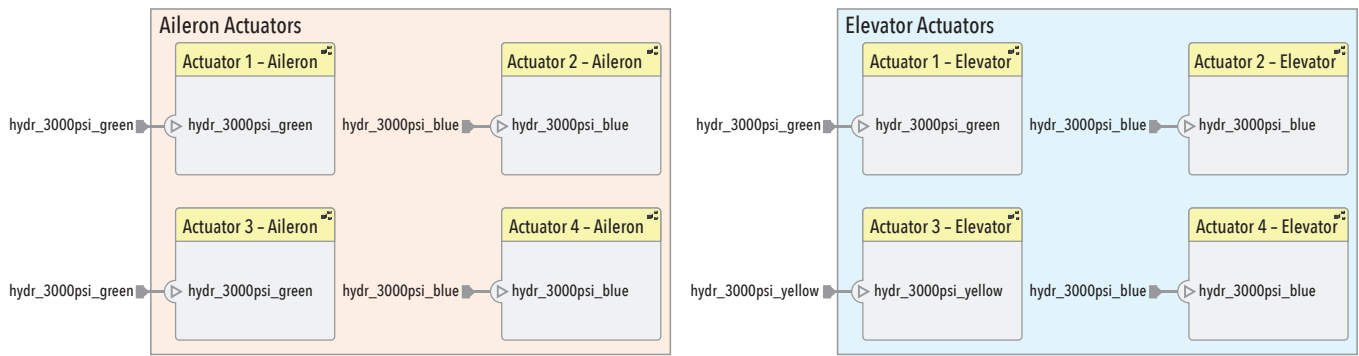 Aileron Actuators
Actuator 1 – Aileron
hydr_3000psi_green
hydr_3000psi_green
Actuator 2 – Aileron
hydr_3000psi_blue
hydr_3000psi_blue
Actuator 3 – Aileron
hydr_3000psi_green
hydr_3000psi_green
Actuator 4 – Aileron
hydr_3000psi_blue
hydr_3000psi_blue
Elevator Actuators
Actuator 1 – Elevator
hydr_3000psi_green
hydr_3000psi_green
Actuator 2 – Elevator
hydr_3000psi_blue
hydr_3000psi_blue
Actuator 3 – Elevator
hydr_3000psi_yellow
hydr_3000psi_yellow
Actuator 4 – Elevator
hydr_3000psi_blue
hydr_3000psi_blue